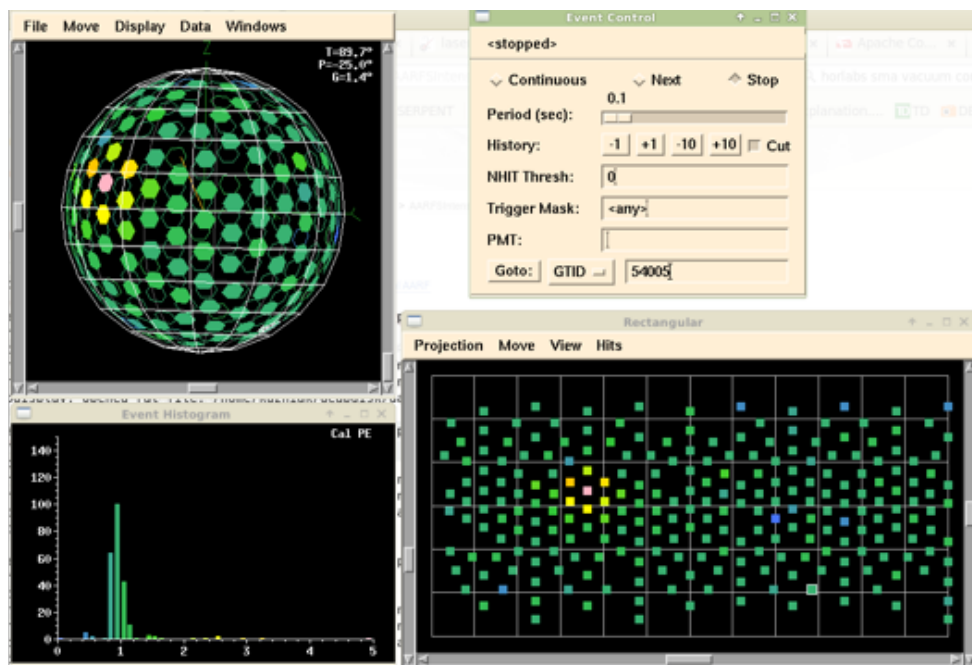 File Move Display Data Windows
T=89.7°
P=-25.0°
G=1.4°
Z
Y
Event Control
<stopped>
Continuous Next Stop
0.1
Period (sec):
History: -1 +1 -10 +10 Cut
NHIT Thresh: 0
Trigger Mask: <any>
PMT:
Goto: GTID 54005
Event Histogram
Cal PE
140
120
100
80
60
40
20
0
0 1 2 3 4 5
Rectangular
Projection Move View Hits